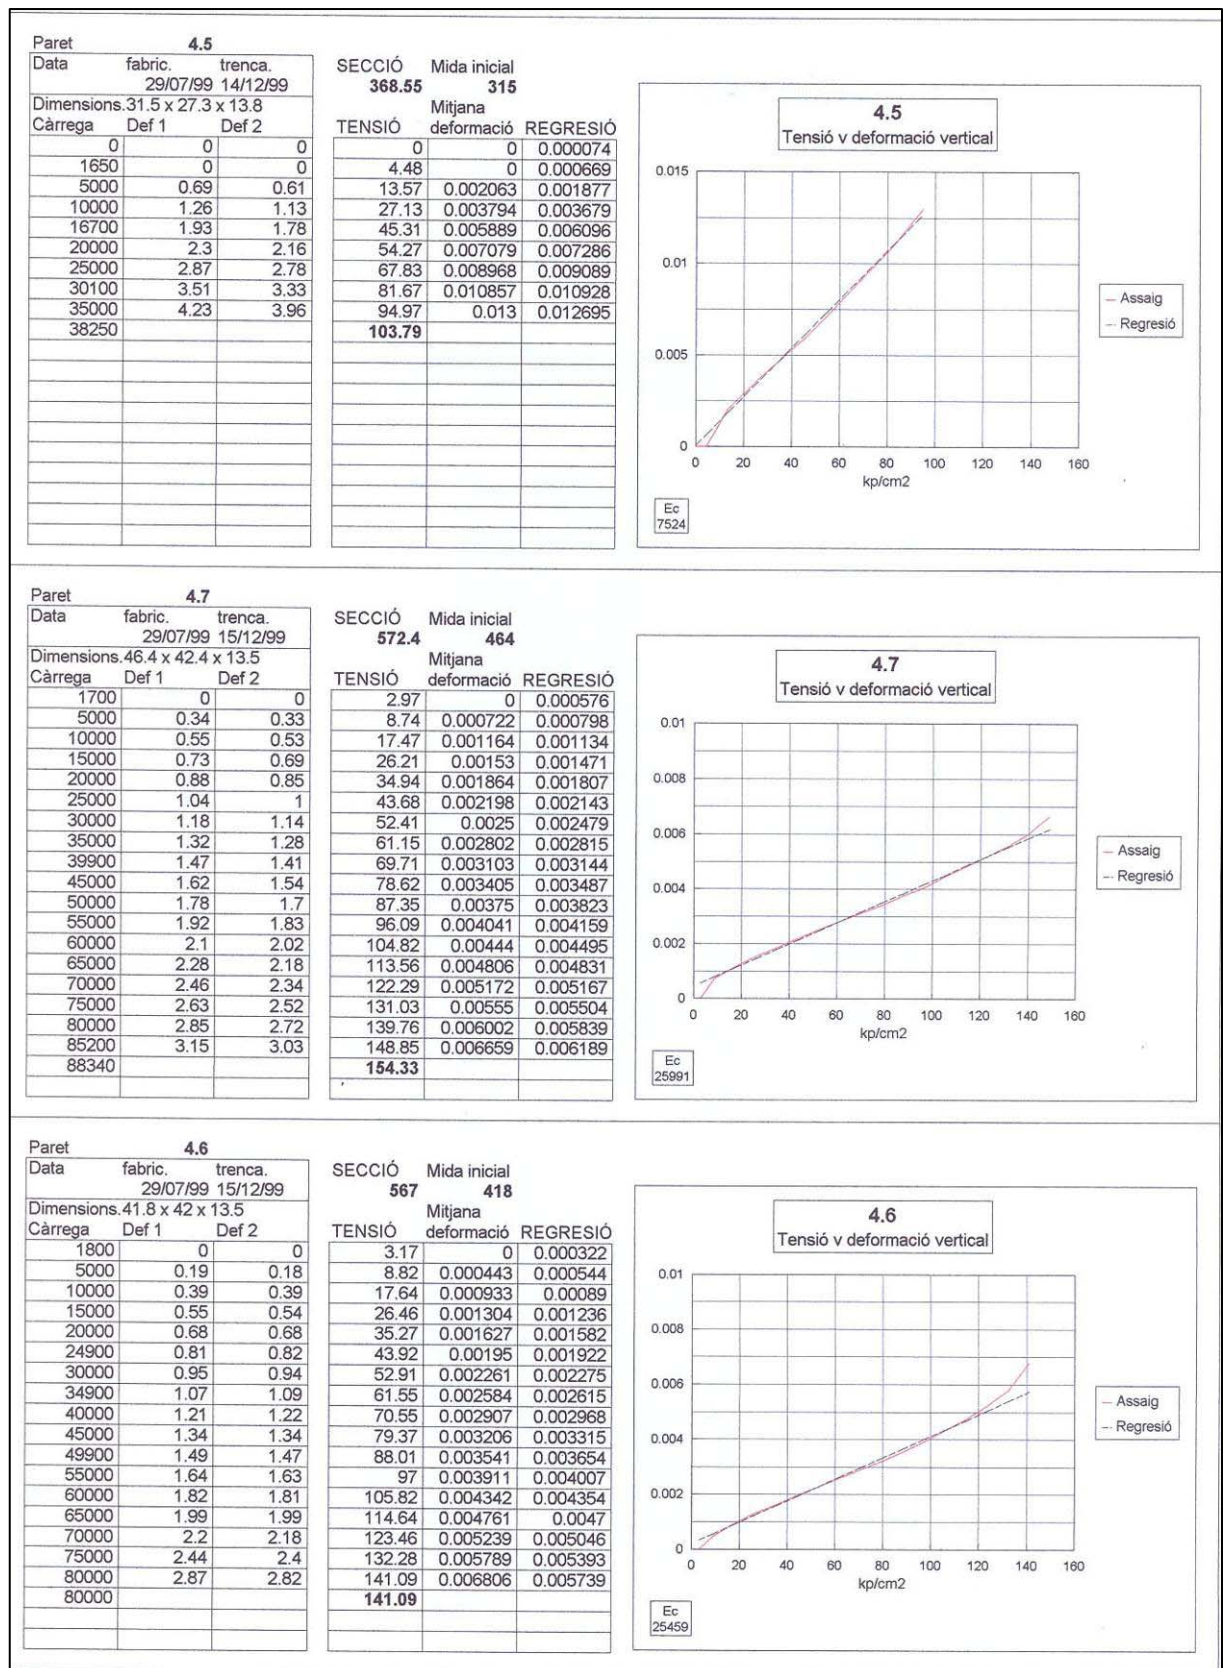 Paret 4.5
Data fabric. trenca.
29/07/99 14/12/99
Dimensions.31.5 x 27.3 x 13.8
Càrrega Def 1 Def 2
0 0 0
1650 0 0
5000 0.69 0.61
10000 1.26 1.13
16700 1.93 1.78
20000 2.3 2.16
25000 2.87 2.78
30100 3.51 3.33
35000 4.23 3.96
38250
SECCIÓ Mida inicial
368.55 315
Mitjana
TENSIÓ deformació REGRESIÓ
0 0 0.000074
4.48 0 0.000669
13.57 0.002063 0.001877
27.13 0.003794 0.003679
45.31 0.005889 0.006096
54.27 0.007079 0.007286
67.83 0.008968 0.009089
81.67 0.010857 0.010928
94.97 0.013 0.012695
103.79
4.5
Tensió v deformació vertical
0.015
0.01
0.005
0
0 20 40 60 80 100 120 140 160
kp/cm2
Assaig
Regresió
Ec
7524
Paret 4.7
Data fabric. trenca.
29/07/99 15/12/99
Dimensions.46.4 x 42.4 x 13.5
Càrrega Def 1 Def 2
1700 0 0
5000 0.34 0.33
10000 0.55 0.53
15000 0.73 0.69
20000 0.88 0.85
25000 1.04 1
30000 1.18 1.14
35000 1.32 1.28
39900 1.47 1.41
45000 1.62 1.54
50000 1.78 1.7
55000 1.92 1.83
60000 2.1 2.02
65000 2.28 2.18
70000 2.46 2.34
75000 2.63 2.52
80000 2.85 2.72
85200 3.15 3.03
88340
SECCIÓ Mida inicial
572.4 464
Mitjana
TENSIÓ deformació REGRESIÓ
2.97 0 0.000576
8.74 0.000722 0.000798
17.47 0.001164 0.001134
26.21 0.00153 0.001471
34.94 0.001864 0.001807
43.68 0.002198 0.002143
52.41 0.0025 0.002479
61.15 0.002802 0.002815
69.71 0.003103 0.003144
78.62 0.003405 0.003487
87.35 0.00375 0.003823
96.09 0.004041 0.004159
104.82 0.00444 0.004495
113.56 0.004806 0.004831
122.29 0.005172 0.005167
131.03 0.00555 0.005504
139.76 0.006002 0.005839
148.85 0.006659 0.006189
154.33
4.7
Tensió v deformació vertical
0.01
0.008
0.006
0.004
0.002
0
0 20 40 60 80 100 120 140 160
kp/cm2
Assaig
Regresió
Ec
25991
Paret 4.6
Data fabric. trenca.
29/07/99 15/12/99
Dimensions.41.8 x 42 x 13.5
Càrrega Def 1 Def 2
1800 0 0
5000 0.19 0.18
10000 0.39 0.39
15000 0.55 0.54
20000 0.68 0.68
24900 0.81 0.82
30000 0.95 0.94
34900 1.07 1.09
40000 1.21 1.22
45000 1.34 1.34
49900 1.49 1.47
55000 1.64 1.63
60000 1.82 1.81
65000 1.99 1.99
70000 2.2 2.18
75000 2.44 2.4
80000 2.87 2.82
80000
SECCIÓ Mida inicial
567 418
Mitjana
TENSIÓ deformació REGRESIÓ
3.17 0 0.000322
8.82 0.000443 0.000544
17.64 0.000933 0.00089
26.46 0.001304 0.001236
35.27 0.001627 0.001582
43.92 0.00195 0.001922
52.91 0.002261 0.002275
61.55 0.002584 0.002615
70.55 0.002907 0.002968
79.37 0.003206 0.003315
88.01 0.003541 0.003654
97 0.003911 0.004007
105.82 0.004342 0.004354
114.64 0.004761 0.0047
123.46 0.005239 0.005046
132.28 0.005789 0.005393
141.09 0.006806 0.005739
141.09
4.6
Tensió v deformació vertical
0.01
0.008
0.006
0.004
0.002
0
0 20 40 60 80 100 120 140 160
kp/cm2
Assaig
Regresió
Ec
25459